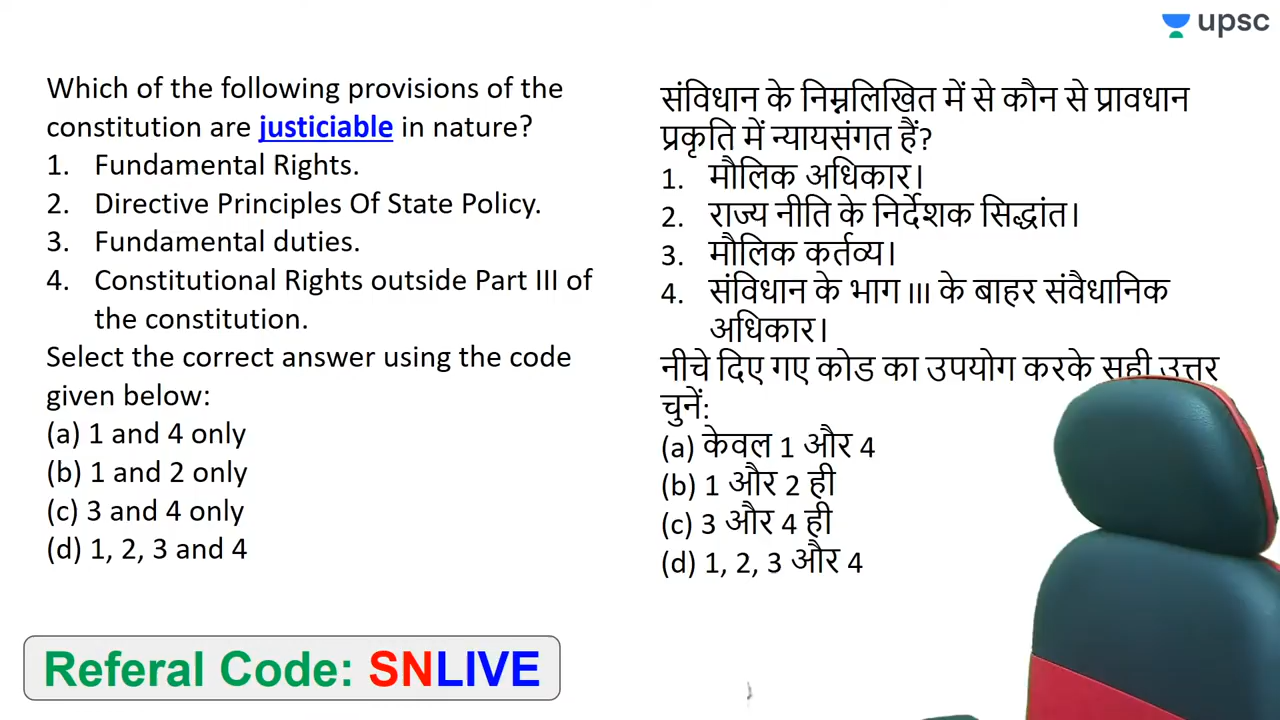 upsc
Which of the following provisions of the
constitution are justiciable in nature?
1. Fundamental Rights.
2. Directive Principles Of State Policy.
3. Fundamental duties.
4. Constitutional Rights outside Part III of
the constitution.
Select the correct answer using the code
given below:
(a) 1 and 4 only
(b) 1 and 2 only
(c) 3 and 4 only
(d) 1, 2, 3 and 4
संविधान के निम्नलिखित में से कौन से प्रावधान
प्रकृति में न्यायसंगत हैं?
1. मौलिक अधिकार।
2. राज्य नीति के निर्देशक सिद्धांत।
3. मौलिक कर्तव्य।
4. संविधान के भाग III के बाहर संवैधानिक
अधिकार।
नीचे दिए गए कोड का उपयोग करके सही उत्तर
चुनें:
(a) केवल 1 और 4
(b) 1 और 2 ही
(c) 3 और 4 ही
(d) 1, 2, 3 और 4
Referal Code: SNLIVE